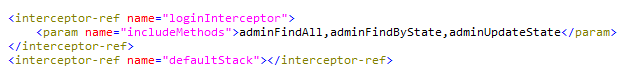 <interceptor-ref name="loginInterceptor">
<param name="includeMethods">adminFindAll,adminFindByState,adminUpdateState</param>
</interceptor-ref>
<interceptor-ref name="defaultStack"></interceptor-ref>